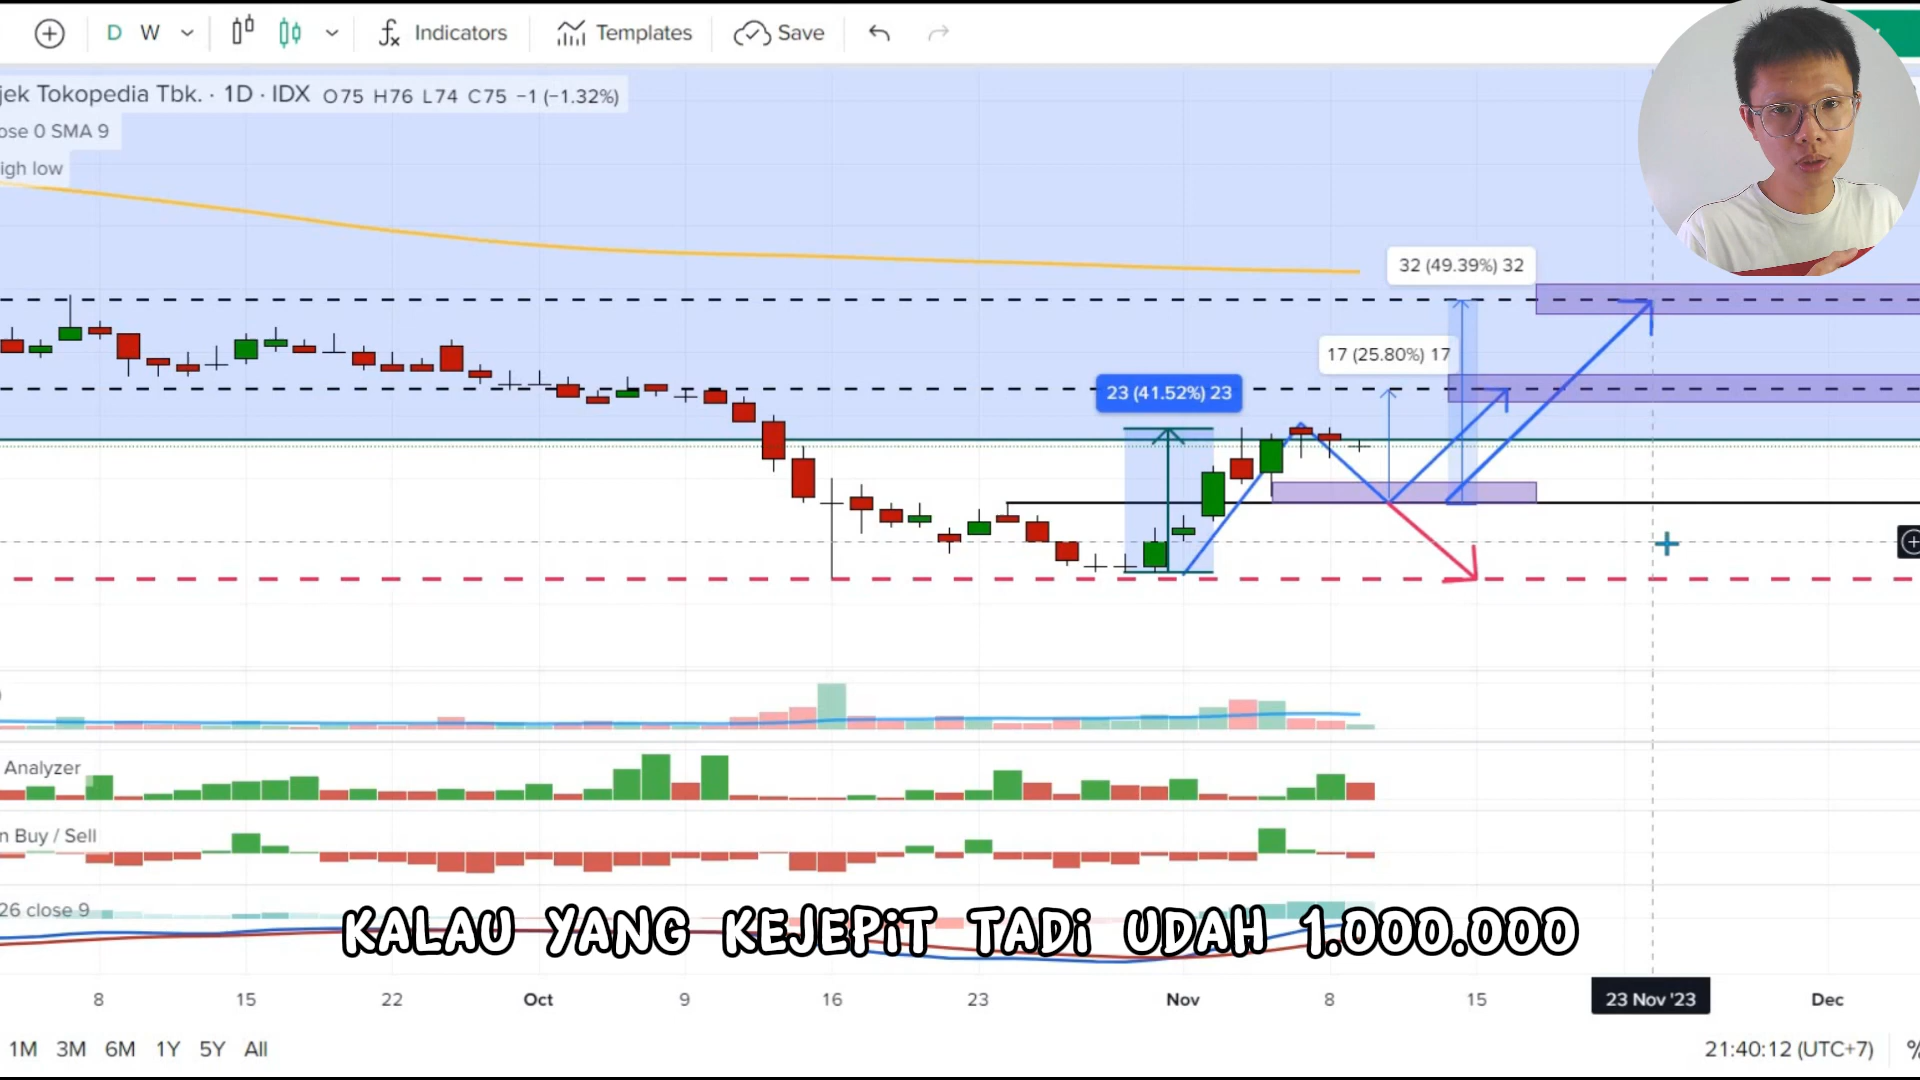 D W Indicators Templates Save
jek Tokopedia Tbk. · 1D · IDX O75 H76 L74 C75 −1 (−1.32%)
ose 0 SMA 9
igh low
32 (49.39%) 32
17 (25.80%) 17
23 (41.52%) 23
Analyzer
n Buy / Sell
26 close 9
KALAU YANG KEJEPIT TADI UDAH 1.000.000
8 15 22 Oct 9 16 23 Nov 8 15 23 Nov '23 Dec
1M 3M 6M 1Y 5Y All 21:40:12 (UTC+7) %